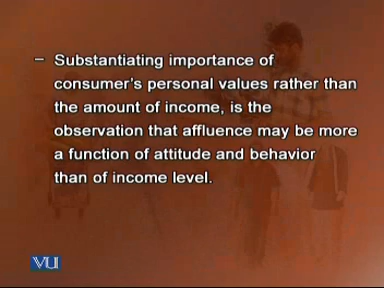 – Substantiating importance of
consumer's personal values rather than
the amount of income, is the
observation that affluence may be more
a function of attitude and behavior
than of income level.
VU